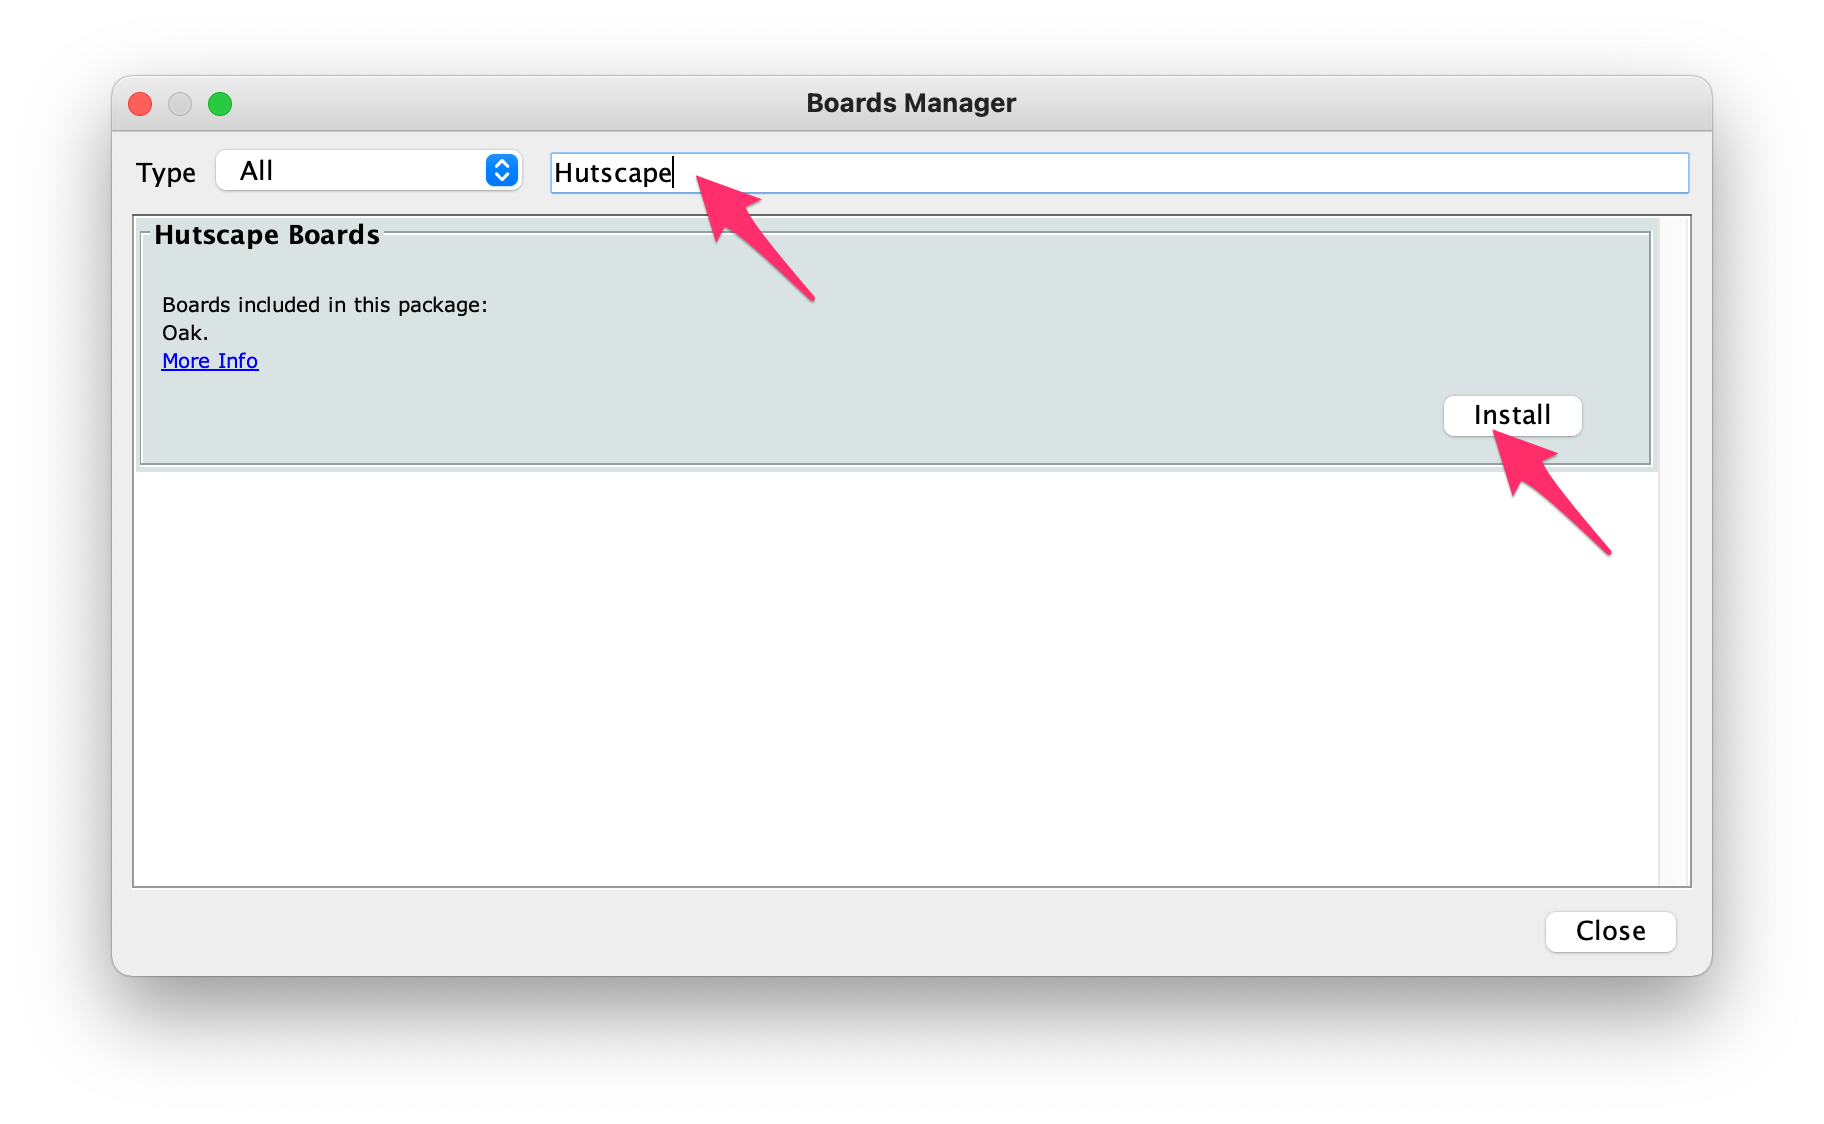 Boards Manager
Type All Hutscape
Hutscape Boards
Boards included in this package:
Oak.
More Info
Install
Close